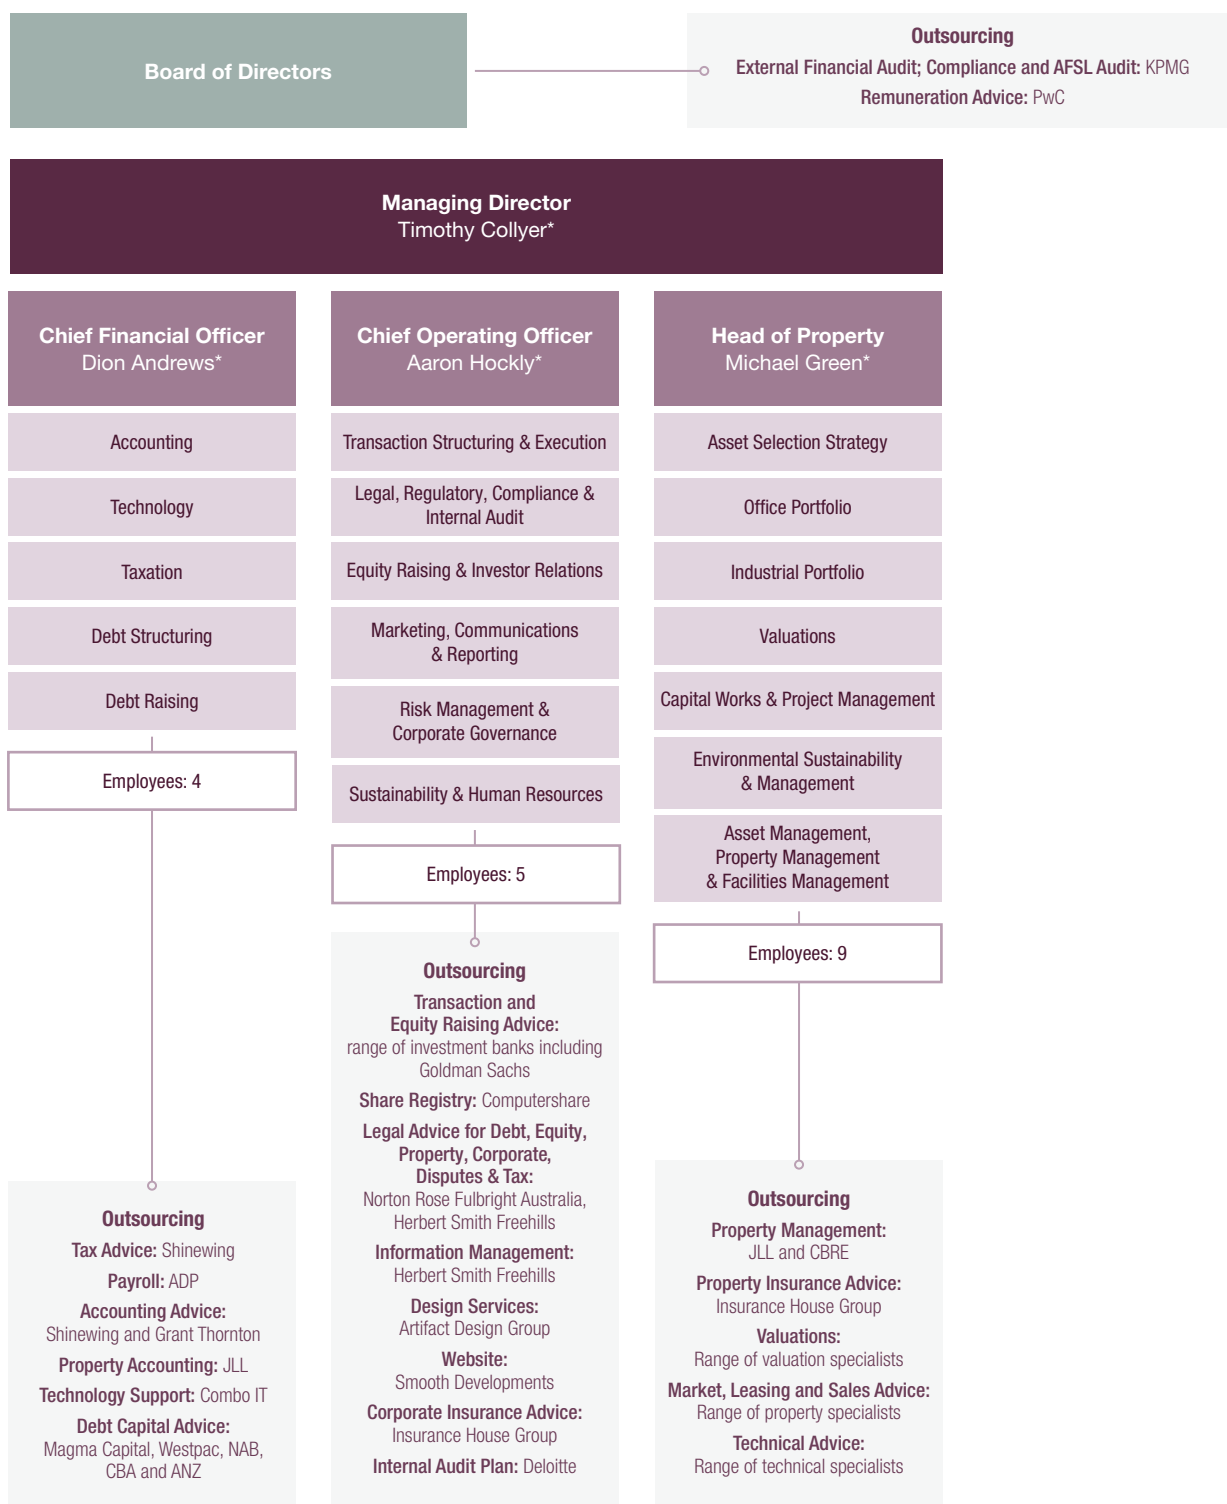 Board of Directors
Outsourcing
External Financial Audit; Compliance and AFSL Audit: KPMG
Remuneration Advice: PwC
Managing Director
Timothy Collyer*
Chief Financial Officer
Dion Andrews*
Accounting
Technology
Taxation
Debt Structuring
Debt Raising
Employees: 4
Outsourcing
Tax Advice: Shinewing
Payroll: ADP
Accounting Advice:
Shinewing and Grant Thornton
Property Accounting: JLL
Technology Support: Combo IT
Debt Capital Advice:
Magma Capital, Westpac, NAB,
CBA and ANZ
Chief Operating Officer
Aaron Hockly*
Transaction Structuring & Execution
Legal, Regulatory, Compliance &
Internal Audit
Equity Raising & Investor Relations
Marketing, Communications
& Reporting
Risk Management &
Corporate Governance
Sustainability & Human Resources
Employees: 5
Outsourcing
Transaction and
Equity Raising Advice:
range of investment banks including
Goldman Sachs
Share Registry: Computershare
Legal Advice for Debt, Equity,
Property, Corporate,
Disputes & Tax:
Norton Rose Fulbright Australia,
Herbert Smith Freehills
Information Management:
Herbert Smith Freehills
Design Services:
Artifact Design Group
Website:
Smooth Developments
Corporate Insurance Advice:
Insurance House Group
Internal Audit Plan: Deloitte
Head of Property
Michael Green*
Asset Selection Strategy
Office Portfolio
Industrial Portfolio
Valuations
Capital Works & Project Management
Environmental Sustainability
& Management
Asset Management,
Property Management
& Facilities Management
Employees: 9
Outsourcing
Property Management:
JLL and CBRE
Property Insurance Advice:
Insurance House Group
Valuations:
Range of valuation specialists
Market, Leasing and Sales Advice:
Range of property specialists
Technical Advice:
Range of technical specialists